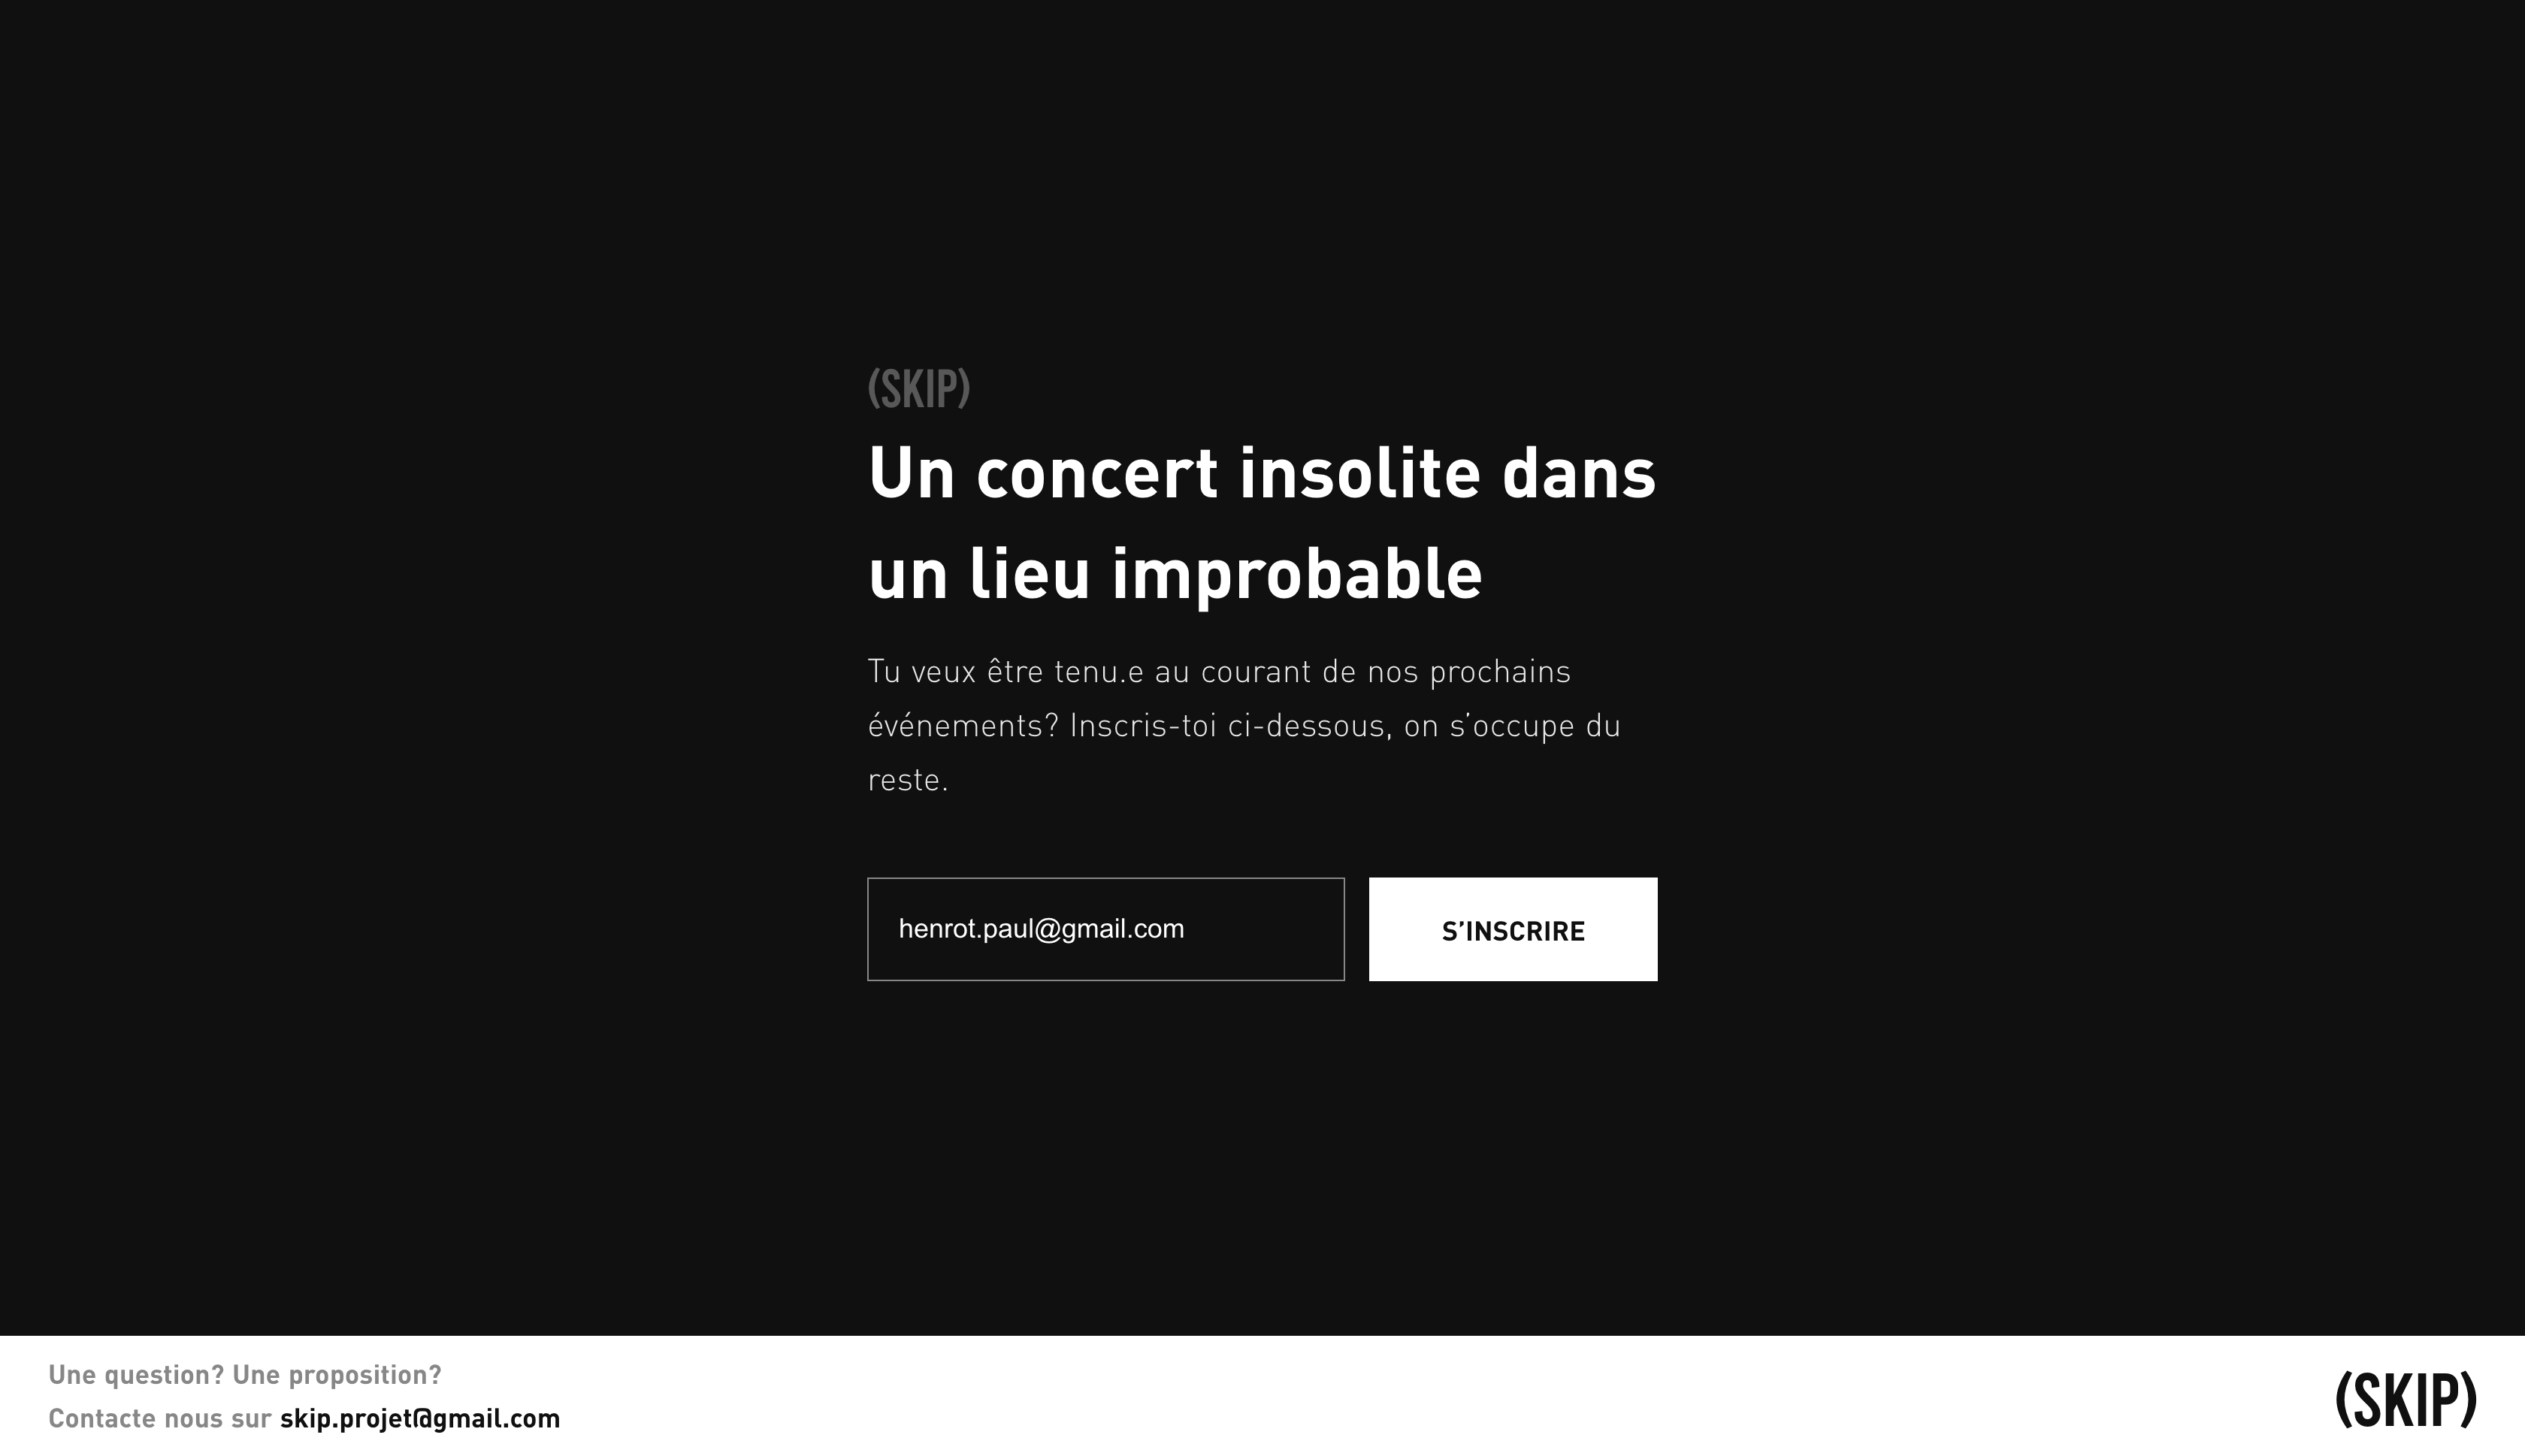 (SKIP)
Un concert insolite dans
un lieu improbable
Tu veux être tenu.e au courant de nos prochains
événements? Inscris-toi ci-dessous, on s’occupe du
reste.
henrot.paul@gmail.com
S’INSCRIRE
Une question? Une proposition?
Contacte nous sur skip.projet@gmail.com
(SKIP)